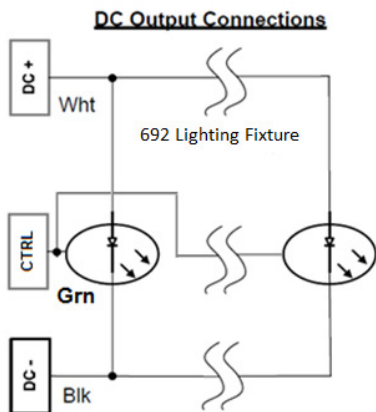 DC Output Connections
DC +
Wht
692 Lighting Fixture
CTRL
Grn
DC -
Blk